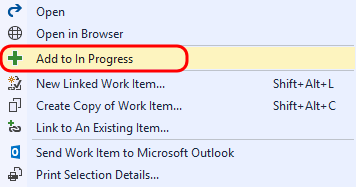 Open
Open in Browser
Add to In Progress
New Linked Work Item... Shift+Alt+L
Create Copy of Work Item... Shift+Alt+C
Link to An Existing Item...
Send Work Item to Microsoft Outlook
Print Selection Details...